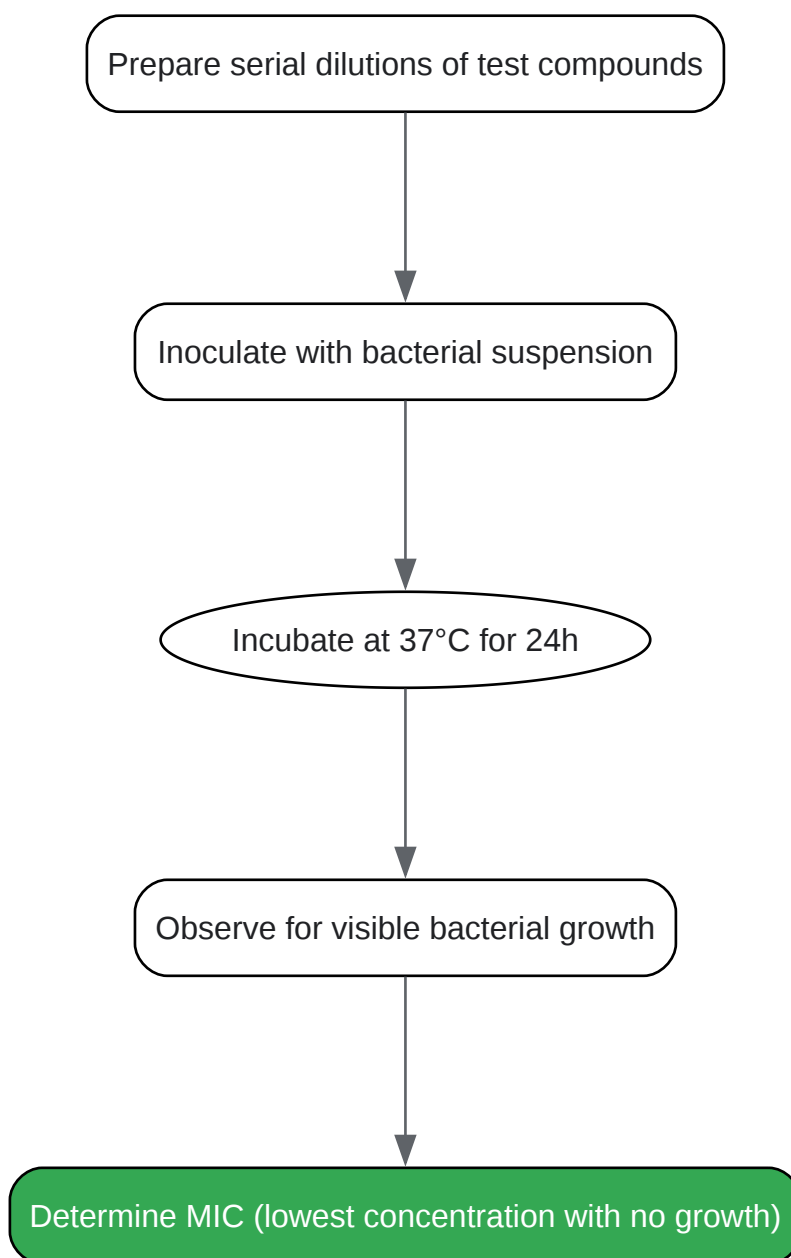 Prepare serial dilutions of test compounds
Inoculate with bacterial suspension
Incubate at 37°C for 24h
Observe for visible bacterial growth
Determine MIC (lowest concentration with no growth)